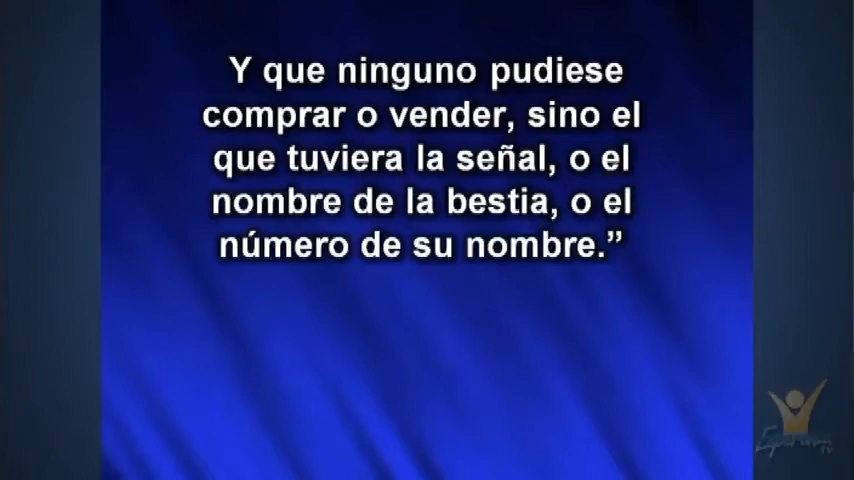 Y que ninguno pudiese
comprar o vender, sino el
que tuviera la señal, o el
nombre de la bestia, o el
número de su nombre.”
TV